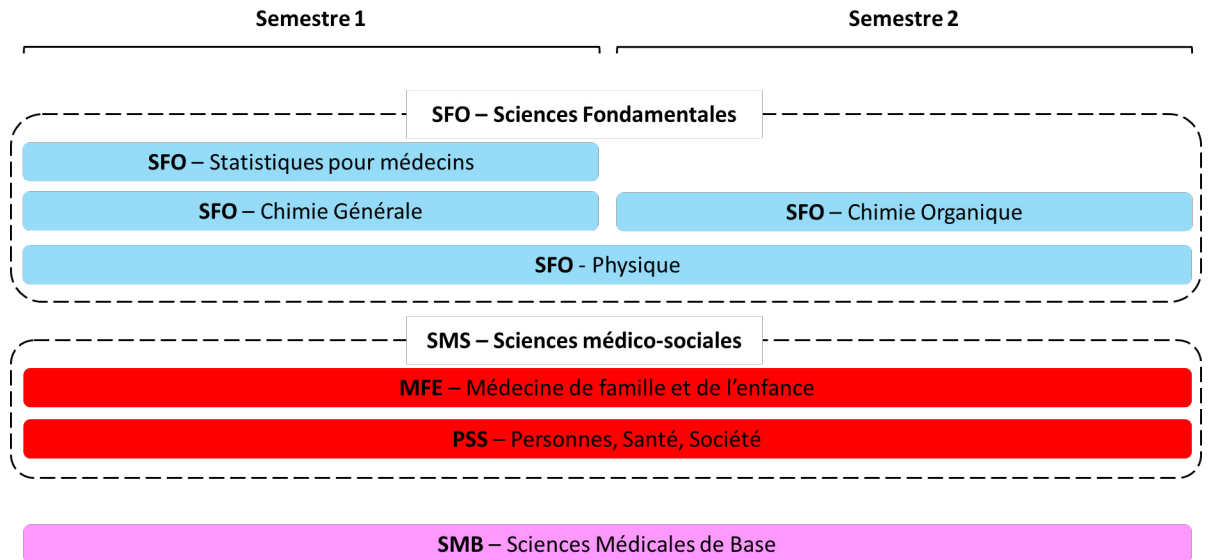 Semestre 1
Semestre 2
SFO – Sciences Fondamentales
SFO – Statistiques pour médecins
SFO – Chimie Générale
SFO – Chimie Organique
SFO - Physique
SMS – Sciences médico-sociales
MFE – Médecine de famille et de l’enfance
PSS – Personnes, Santé, Société
SMB – Sciences Médicales de Base